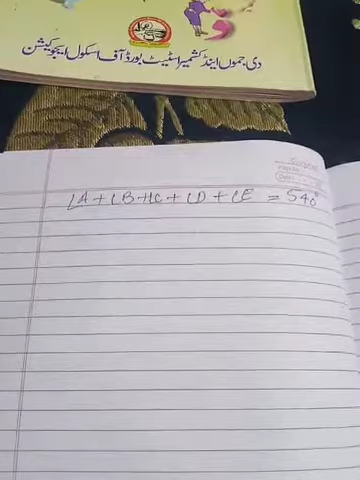 دی جموں اینڈ کشمیر اسٹیٹ بورڈ آف اسکول ایجوکیشن
∠A + ∠B + ∠C + ∠D + ∠E = 540°